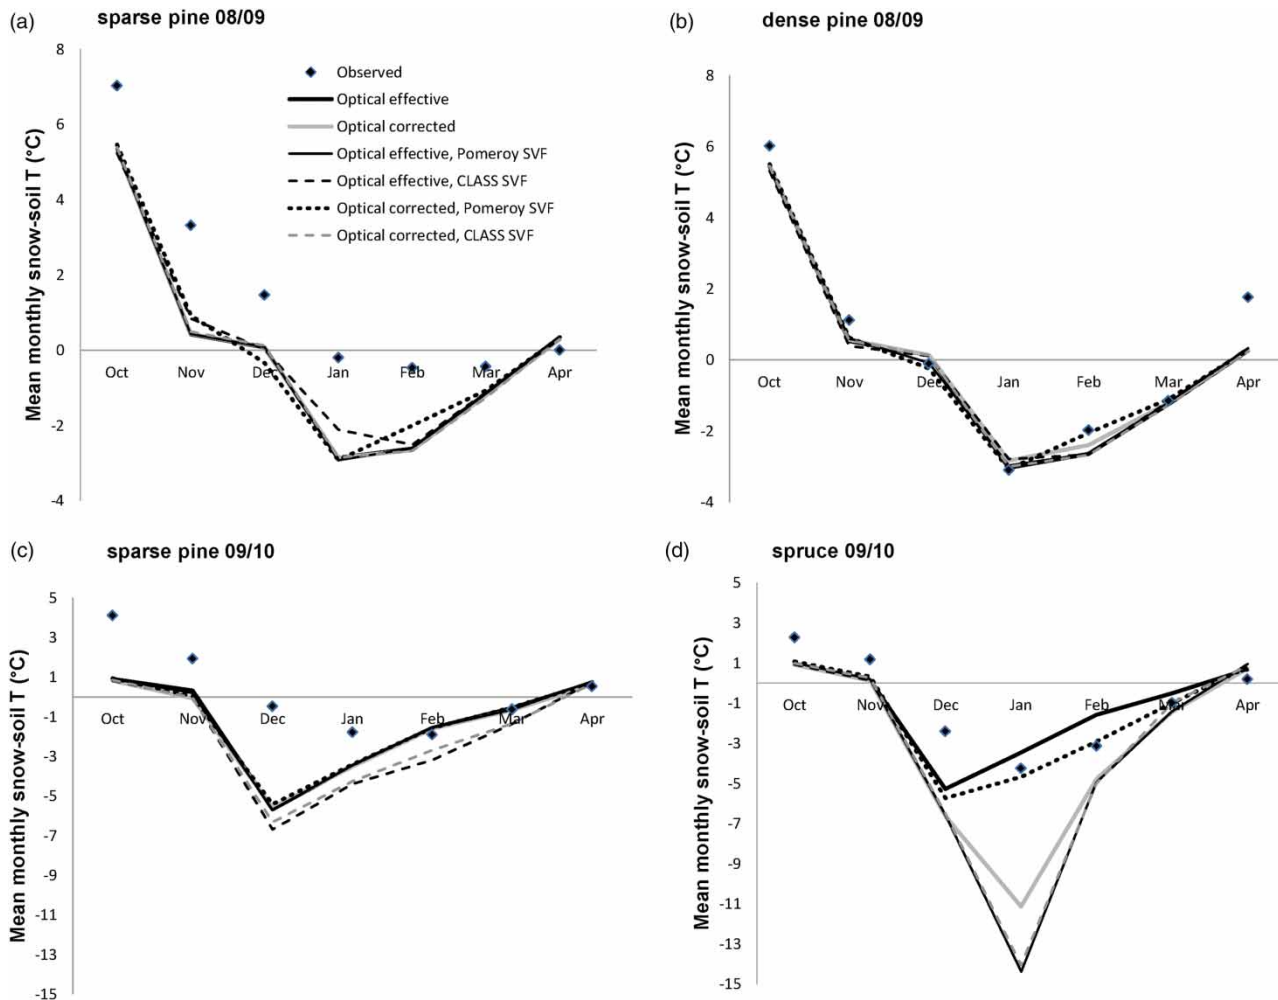 (a) sparse pine 08/09
8
6
4
2
0
-2
-4
Mean monthly snow-soil T (°C)
Oct Nov Dec Jan Feb Mar Apr
Observed
Optical effective
Optical corrected
Optical effective, Pomeroy SVF
Optical effective, CLASS SVF
Optical corrected, Pomeroy SVF
Optical corrected, CLASS SVF
(b) dense pine 08/09
8
6
4
2
0
-2
-4
Mean monthly snow-soil T (°C)
Oct Nov Dec Jan Feb Mar Apr
(c) sparse pine 09/10
5
3
1
-1
-3
-5
-7
-9
-11
-13
-15
Mean monthly snow-soil T (°C)
Oct Nov Dec Jan Feb Mar Apr
(d) spruce 09/10
5
3
1
-1
-3
-5
-7
-9
-11
-13
-15
Mean monthly snow-soil T (°C)
Oct Nov Dec Jan Feb Mar Apr